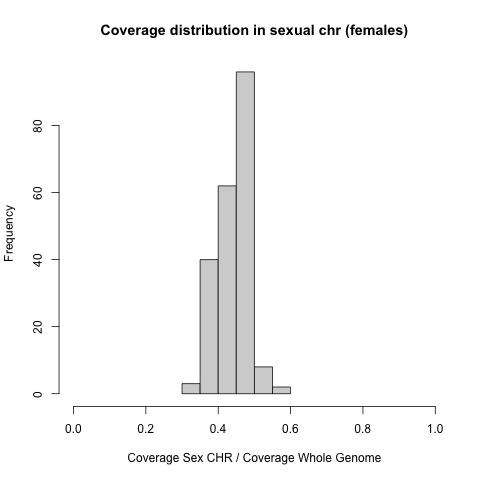 Coverage distribution in sexual chr (females)
Frequency
80
60
40
20
0
0.0 0.2 0.4 0.6 0.8 1.0
Coverage Sex CHR / Coverage Whole Genome